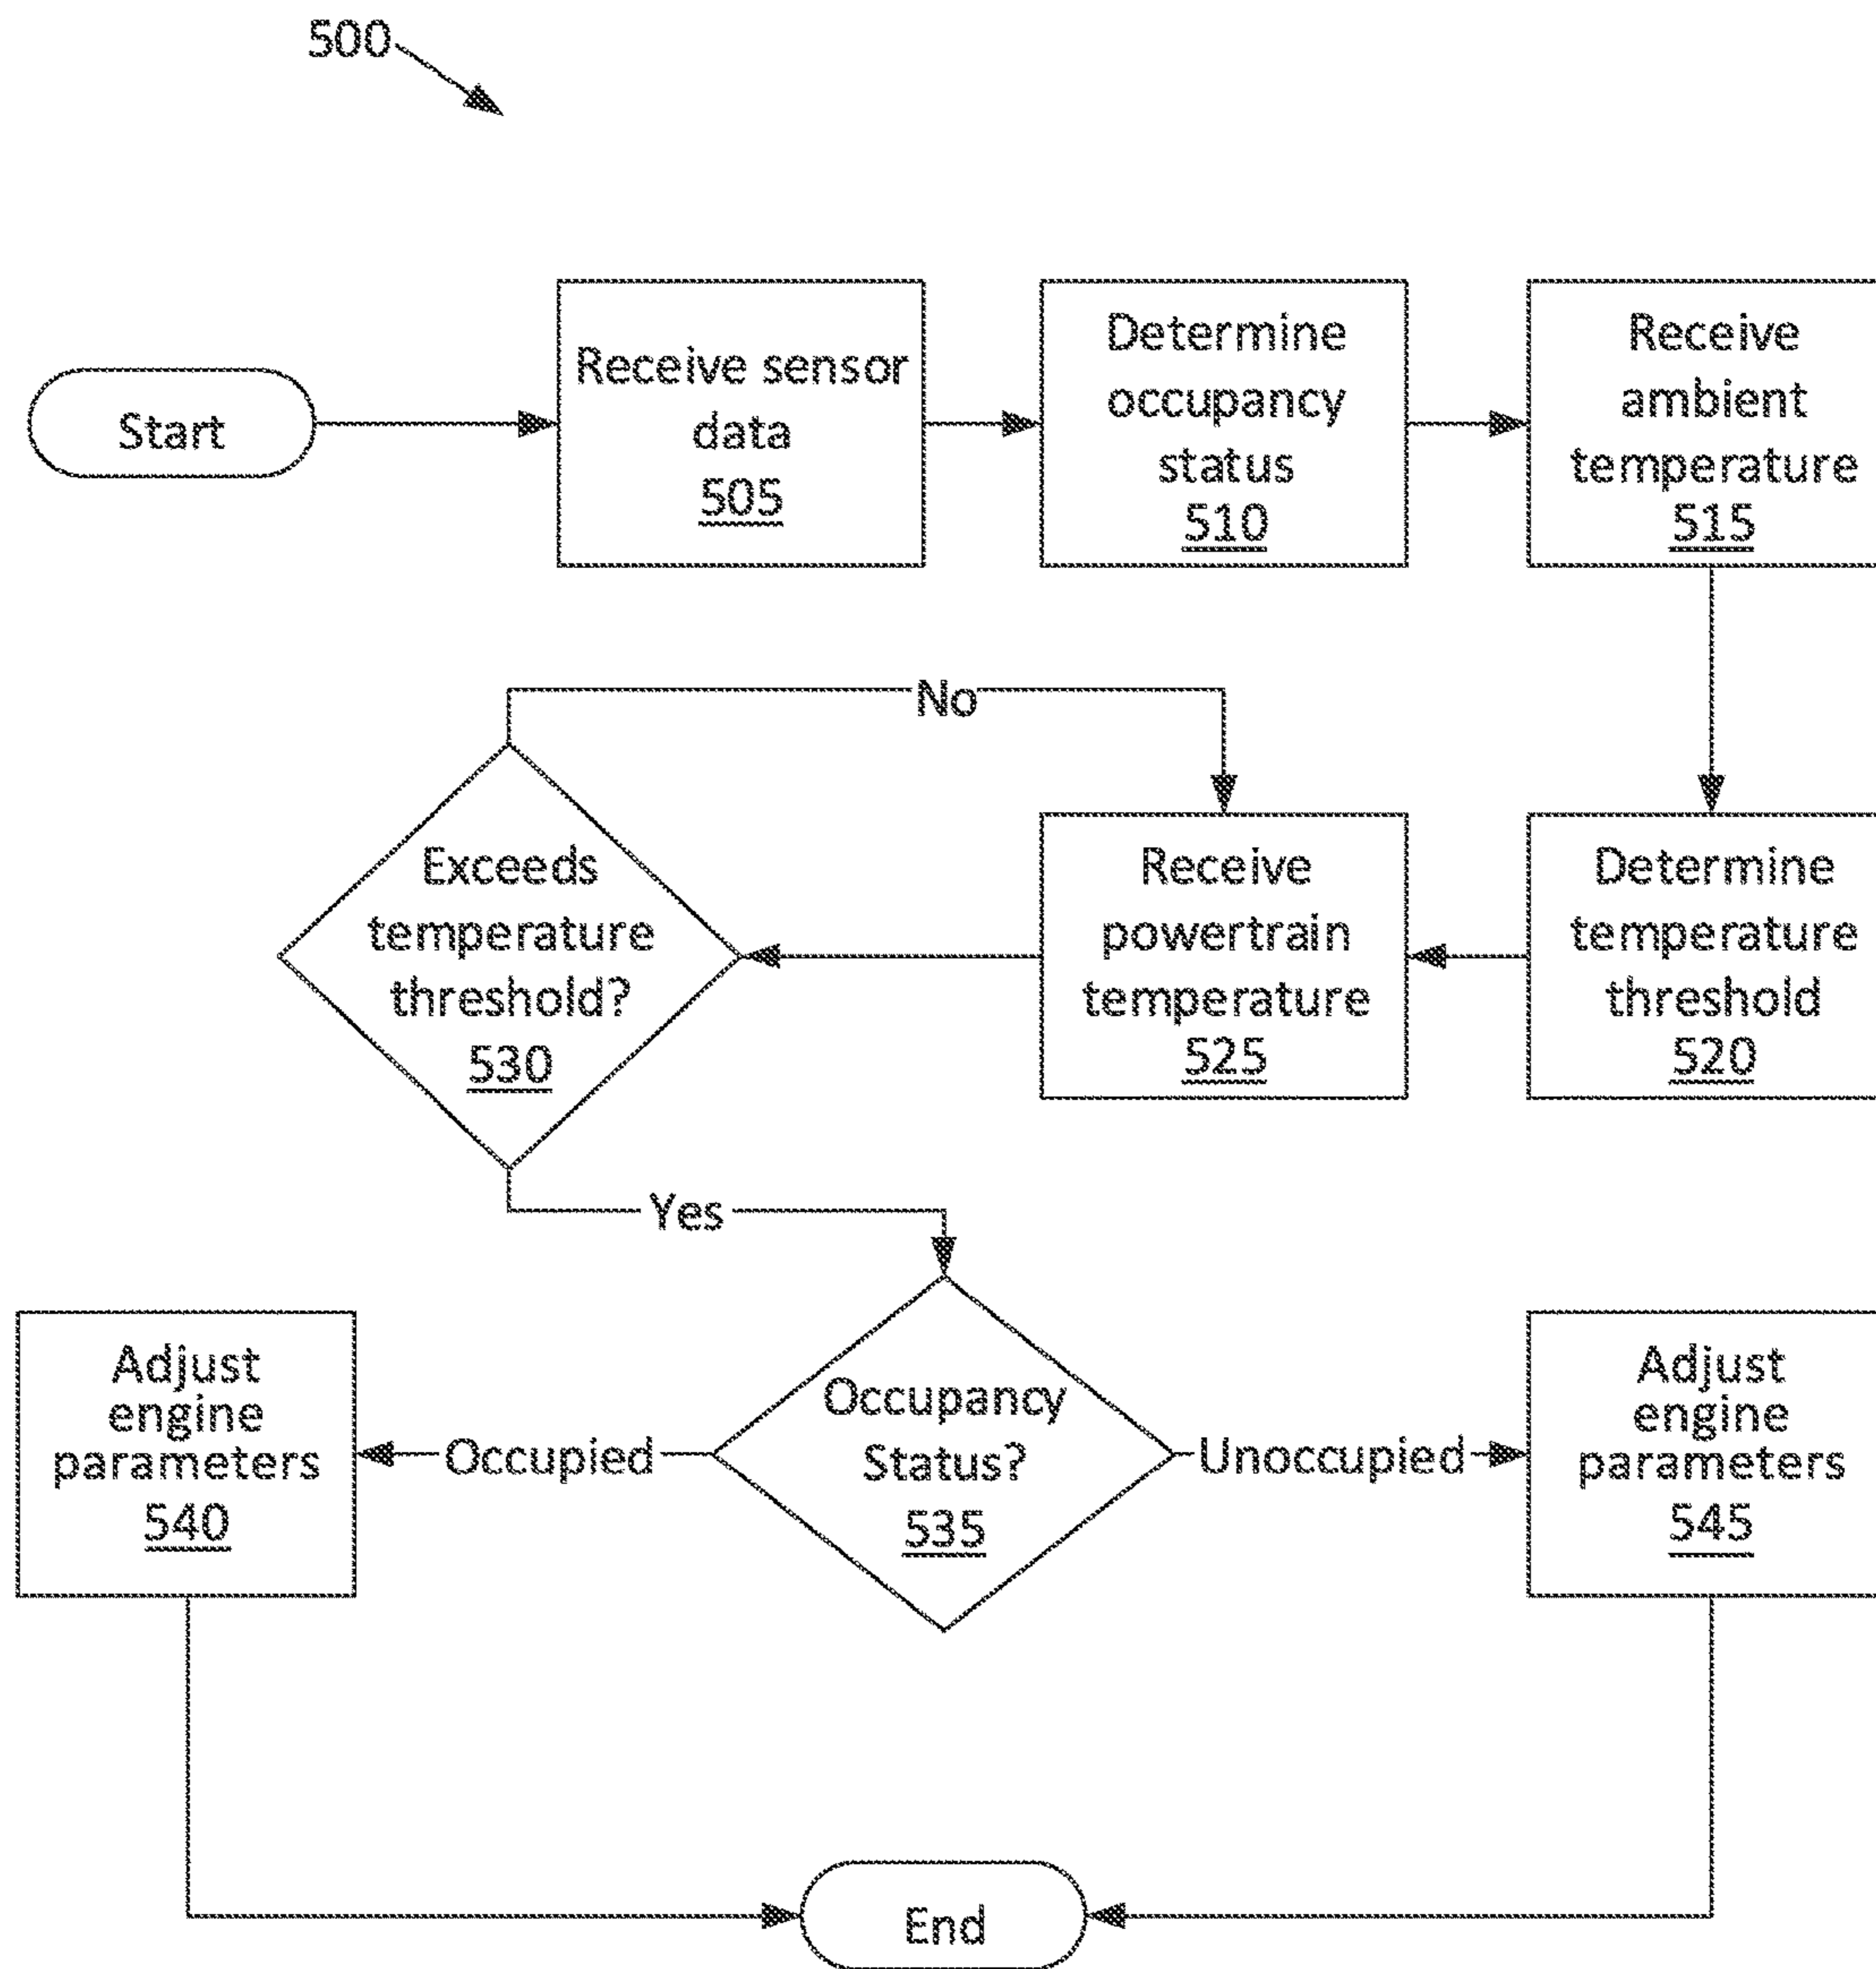 500
Start
Receive sensor
data
505
Determine
occupancy
status
510
Receive
ambient
temperature
515
No
Exceeds
temperature
threshold?
530
Receive
powertrain
temperature
525
Determine
temperature
threshold
520
Yes
Adjust
engine
parameters
540
Occupied
Occupancy
Status?
535
Unoccupied
Adjust
engine
parameters
545
End